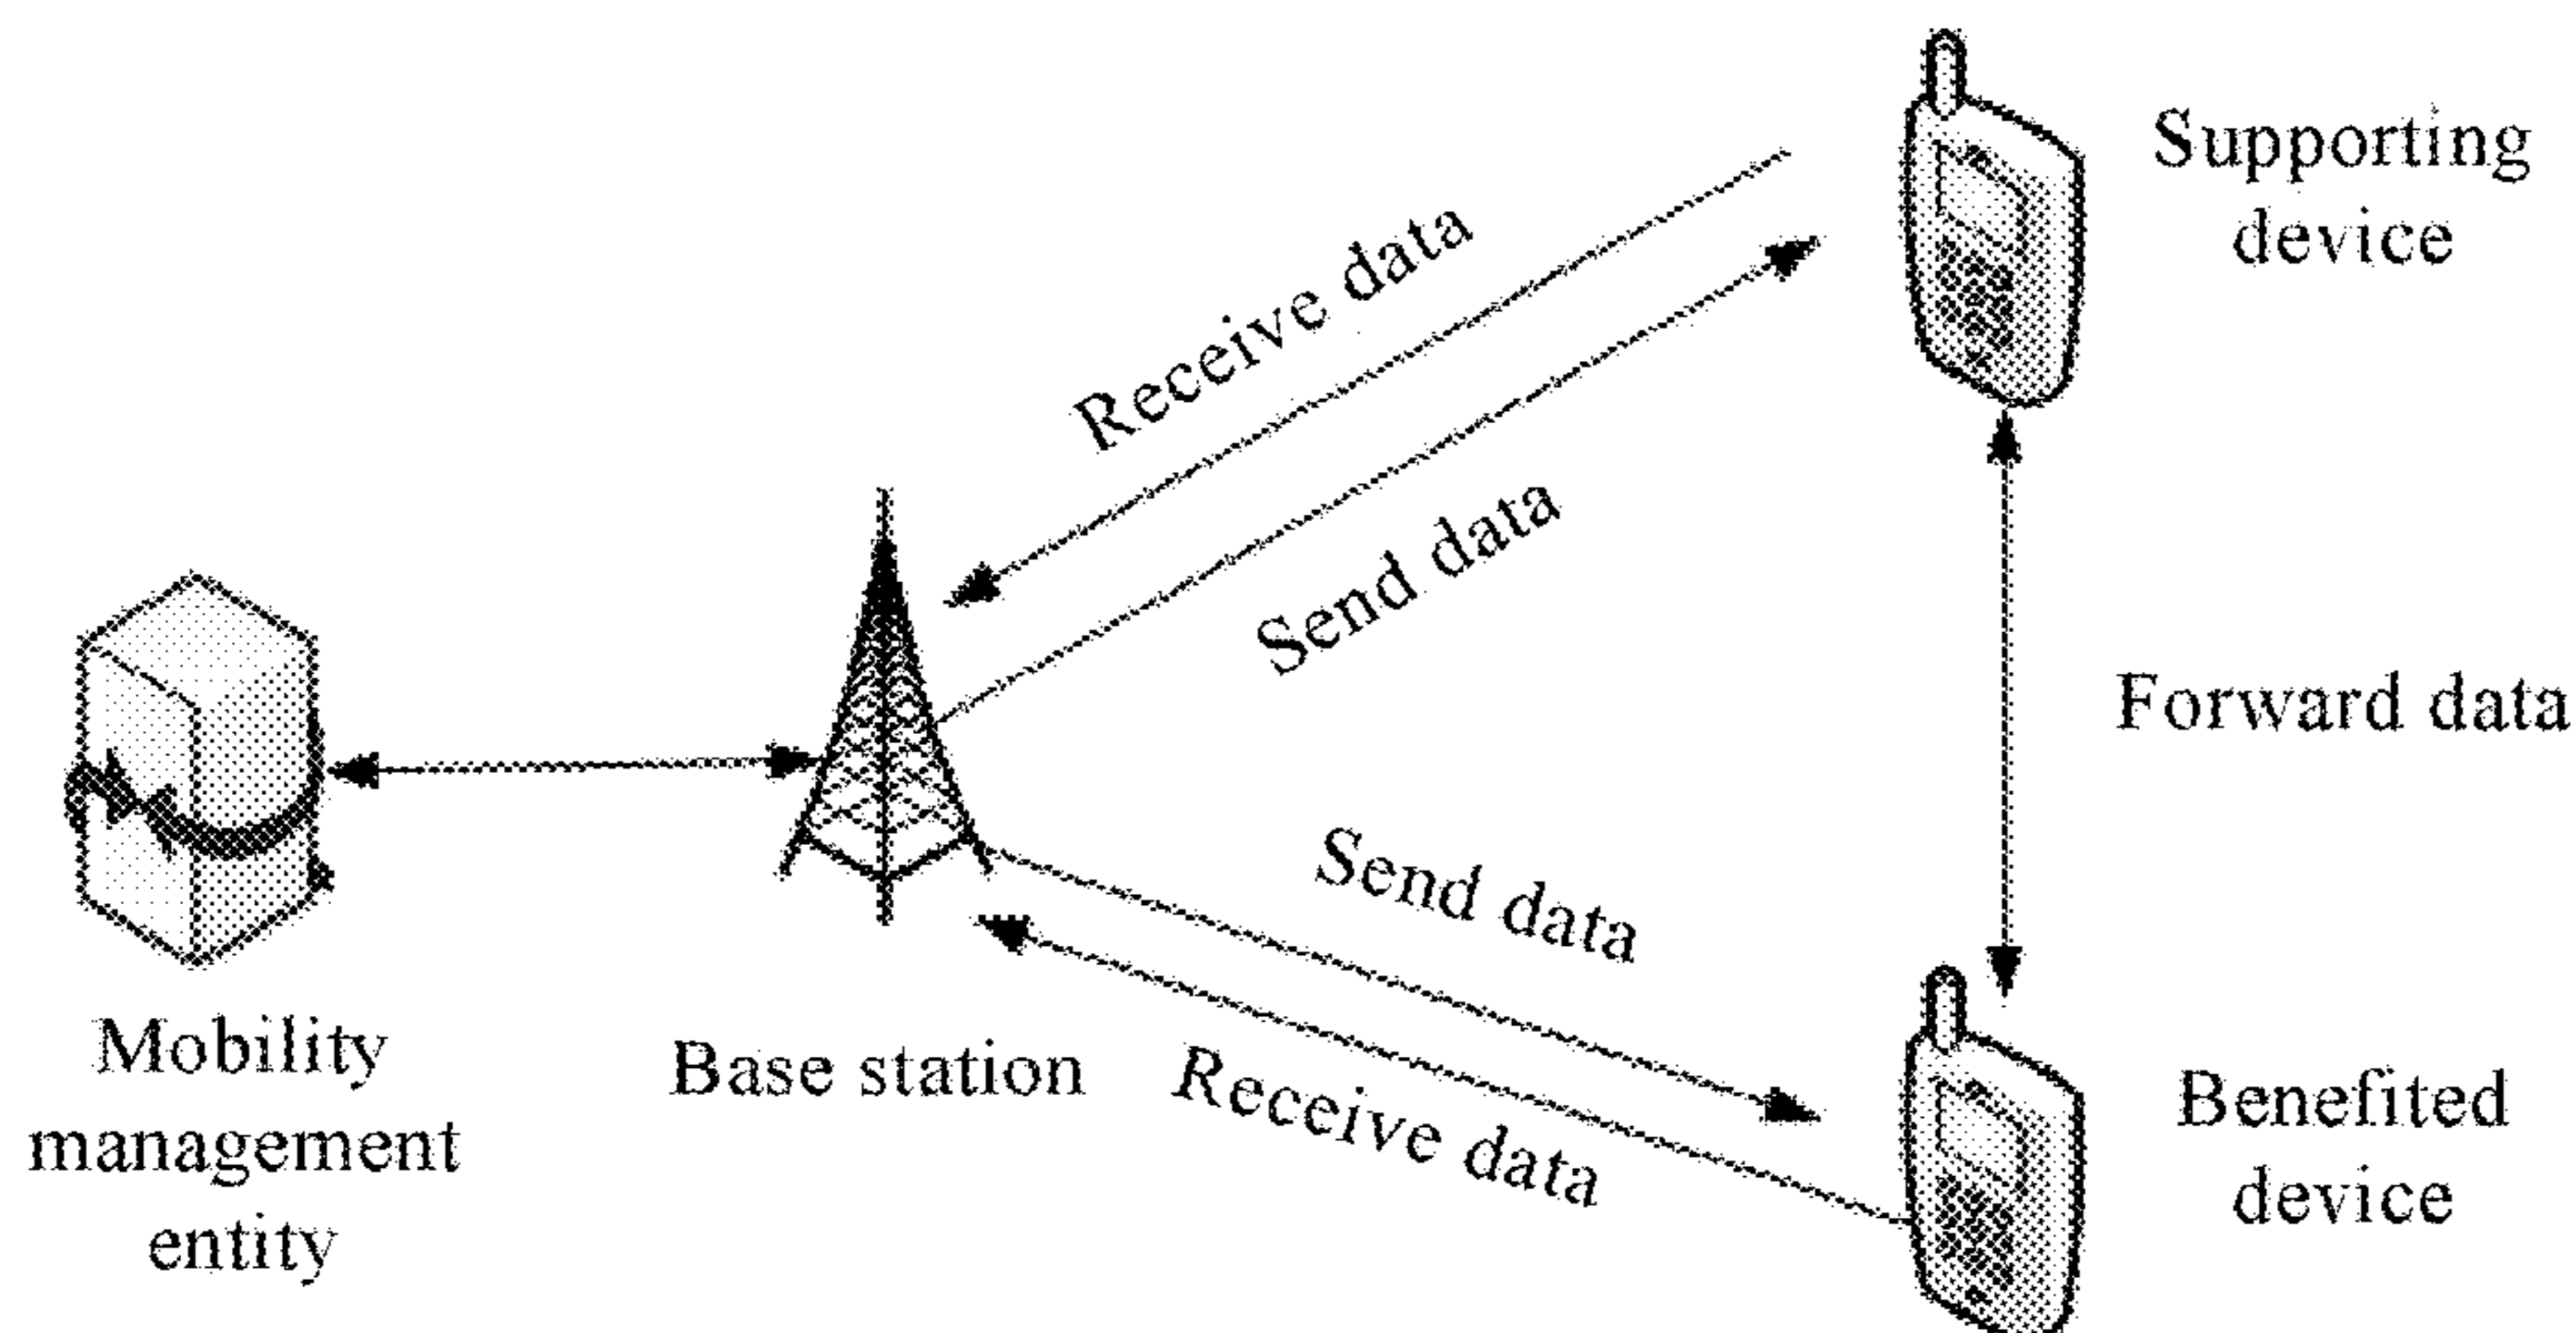 Supporting
device
Receive data
Send data
Forward data
Send data
Receive data
Mobility
management
entity
Base station
Benefited
device